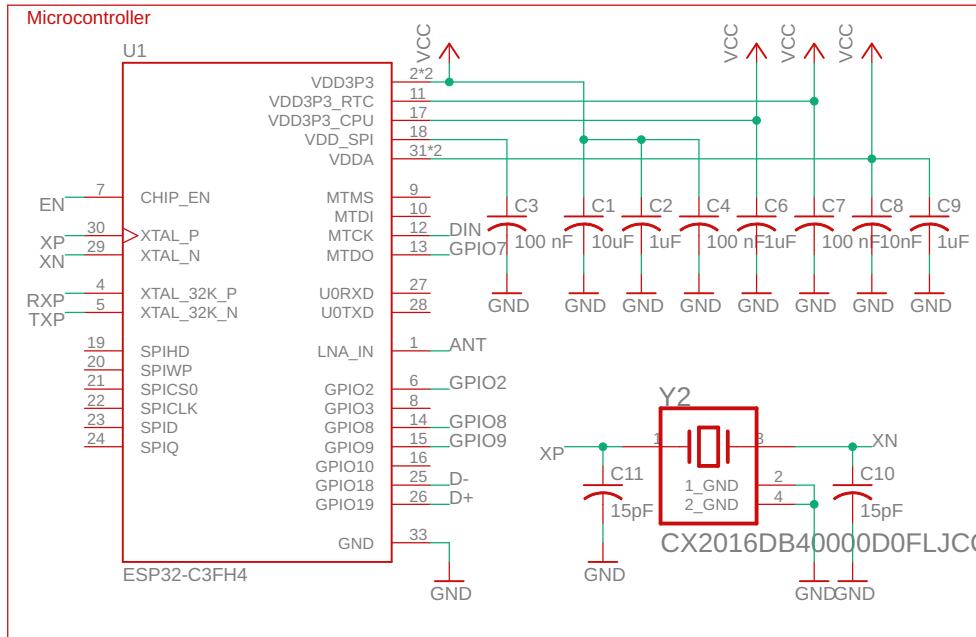 Microcontroller
U1
VCC
VCC
VCC
VCC
VDD3P3 2*2
VDD3P3_RTC 11
VDD3P3_CPU 17
VDD_SPI 18
VDDA 31*2
EN 7 CHIP_EN
XP 30 XTAL_P
XN 29 XTAL_N
RXP 4 XTAL_32K_P
TXP 5 XTAL_32K_N
19 SPIHD
20 SPIWP
21 SPICS0
22 SPICLK
23 SPID
24 SPIQ
MTMS 9
MTDI 10
MTCK 12 DIN
MTDO 13 GPIO7
U0RXD 27
U0TXD 28
LNA_IN 1 ANT
GPIO2 6 GPIO2
GPIO3 8
GPIO8 14 GPIO8
GPIO9 15 GPIO9
GPIO10 16
GPIO18 25 D-
GPIO19 26 D+
GND 33
ESP32-C3FH4
GND
C3 C1 C2 C4 C6 C7 C8 C9
100 nF 10uF 1uF 100 nF 1uF 100 nF 10nF 1uF
GND GND GND GND GND GND GND GND
Y2
XP 1 3 XN
C11 1_GND 2 C10
15pF 2_GND 4 15pF
CX2016DB40000D0FLJCC
GND GND GND